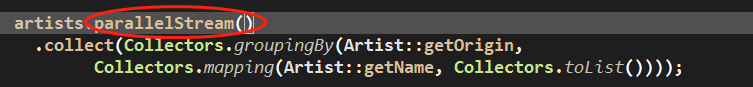 artists.parallelStream()
.collect(Collectors.groupingBy(Artist::getOrigin,
Collectors.mapping(Artist::getName, Collectors.toList())));